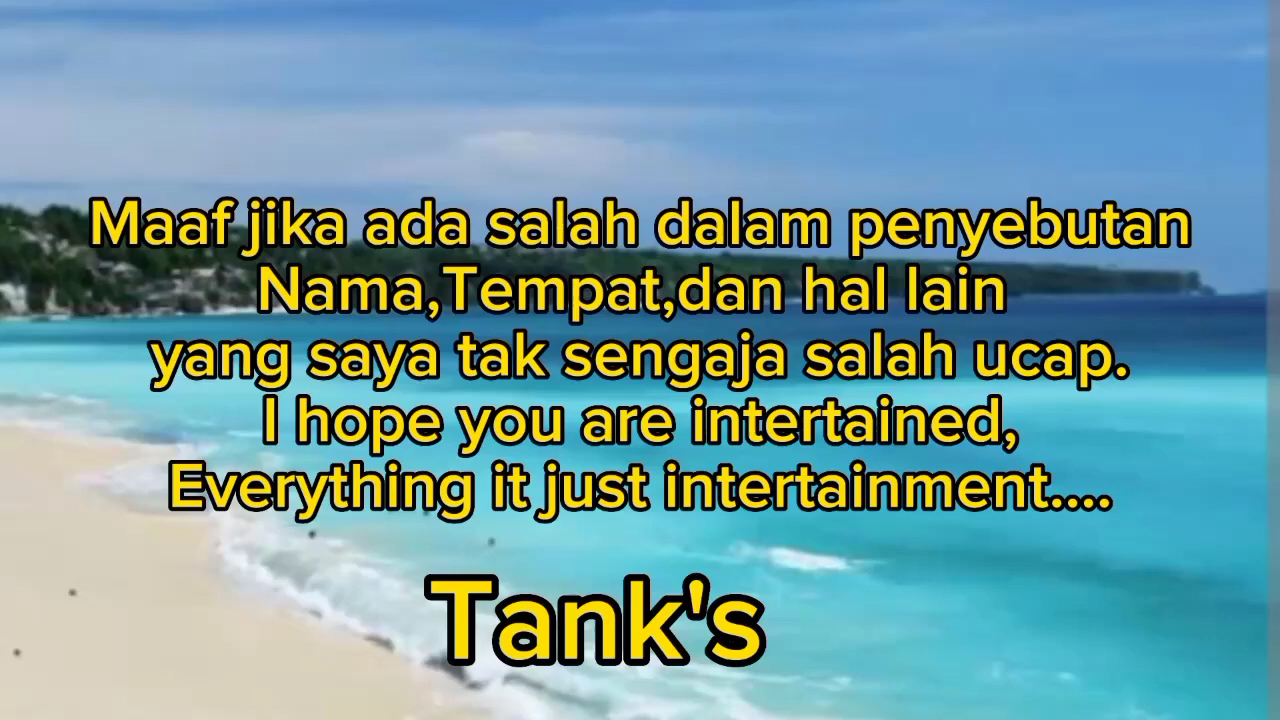 Maaf jika ada salah dalam penyebutan
Nama,Tempat,dan hal lain
yang saya tak sengaja salah ucap.
I hope you are intertained,
Everything it just intertainment....
Tank's